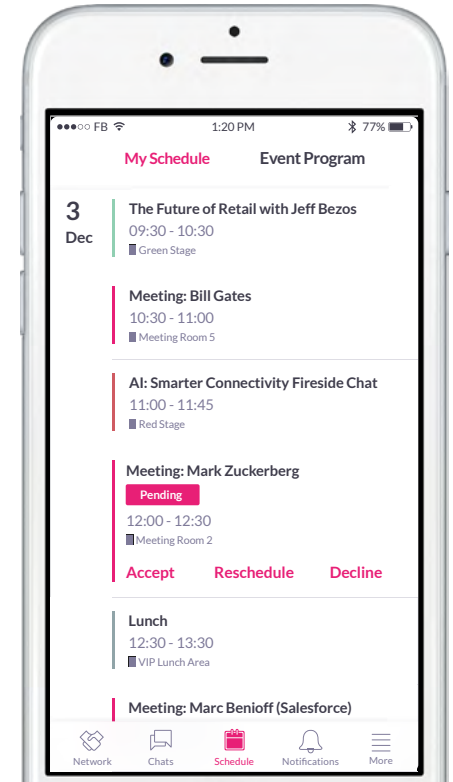 FB 1:20 PM 77%
My Schedule Event Program
3
Dec
The Future of Retail with Jeff Bezos
09:30 - 10:30
Green Stage
Meeting: Bill Gates
10:30 - 11:00
Meeting Room 5
AI: Smarter Connectivity Fireside Chat
11:00 - 11:45
Red Stage
Meeting: Mark Zuckerberg
Pending
12:00 - 12:30
Meeting Room 2
Accept Reschedule Decline
Lunch
12:30 - 13:30
VIP Lunch Area
Meeting: Marc Benioff (Salesforce)
Network Chats Schedule Notifications More